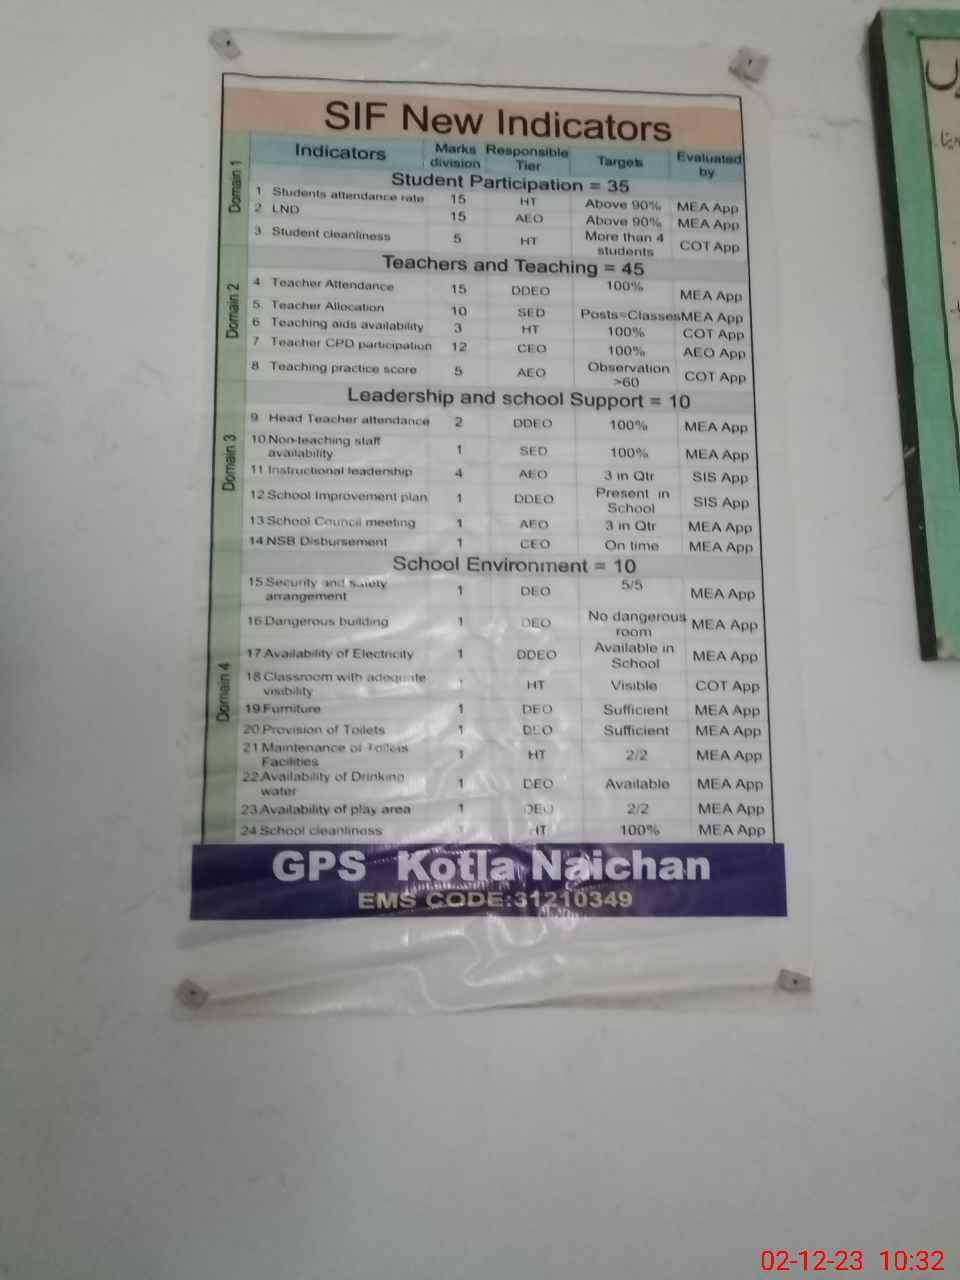 SIF New Indicators
Indicators Marks division Responsible Tier Targets Evaluated by
Domain 1
Student Participation = 35
1 Students attendance rate 15 HT Above 90% MEA App
2 LND 15 AEO Above 90% MEA App
3 Student cleanliness 5 HT More than 4 students COT App
Domain 2
Teachers and Teaching = 45
4 Teacher Attendance 15 DDEO 100% MEA App
5 Teacher Allocation 10 SED Posts=Classes MEA App
6 Teaching aids availability 3 HT 100% COT App
7 Teacher CPD participation 12 CEO 100% AEO App
8 Teaching practice score 5 AEO Observation >60 COT App
Domain 3
Leadership and school Support = 10
9 Head Teacher attendance 2 DDEO 100% MEA App
10 Non-teaching staff availability 1 SED 100% MEA App
11 Instructional leadership 4 AEO 3 in Qtr SIS App
12 School Improvement plan 1 DDEO Present in School SIS App
13 School Council meeting 1 AEO 3 in Qtr MEA App
14 NSB Disbursement 1 CEO On time MEA App
Domain 4
School Environment = 10
15 Security and safety arrangement 1 DEO 5/5 MEA App
16 Dangerous building 1 DEO No dangerous room MEA App
17 Availability of Electricity 1 DDEO Available in School MEA App
18 Classroom with adequate visibility 1 HT Visible COT App
19 Furniture 1 DEO Sufficient MEA App
20 Provision of Toilets 1 DEO Sufficient MEA App
21 Maintenance of Toilets Facilities 1 HT 2/2 MEA App
22 Availability of Drinking water 1 DEO Available MEA App
23 Availability of play area 1 DEO 2/2 MEA App
24 School cleanliness HT 100% MEA App
GPS Kotla Naichan
EMS CODE:31210349
02-12-23 10:32